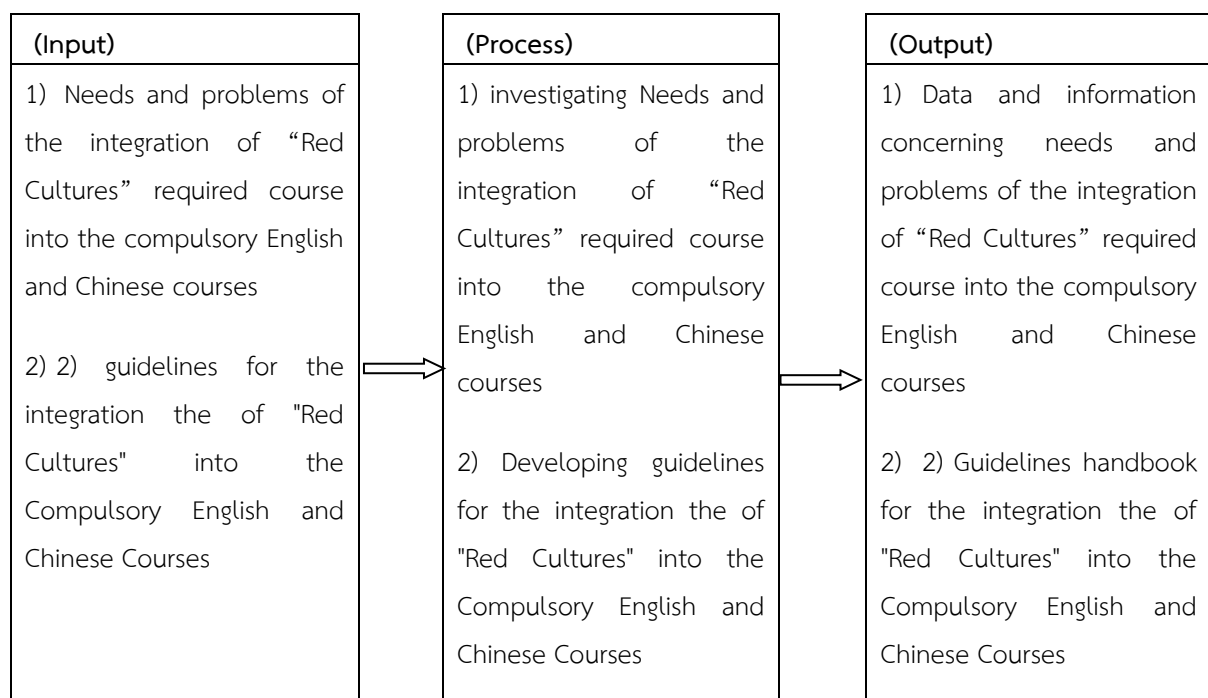 (Input)
1) Needs and problems of
the integration of “Red
Cultures” required course
into the compulsory English
and Chinese courses
2) 2) guidelines for the
integration the of "Red
Cultures" into the
Compulsory English and
Chinese Courses
(Process)
1) investigating Needs and
problems of the
integration of “Red
Cultures” required course
into the compulsory
English and Chinese
courses
2) Developing guidelines
for the integration the of
"Red Cultures" into the
Compulsory English and
Chinese Courses
(Output)
1) Data and information
concerning needs and
problems of the integration
of “Red Cultures” required
course into the compulsory
English and Chinese
courses
2) 2) Guidelines handbook
for the integration the of
"Red Cultures" into the
Compulsory English and
Chinese Courses